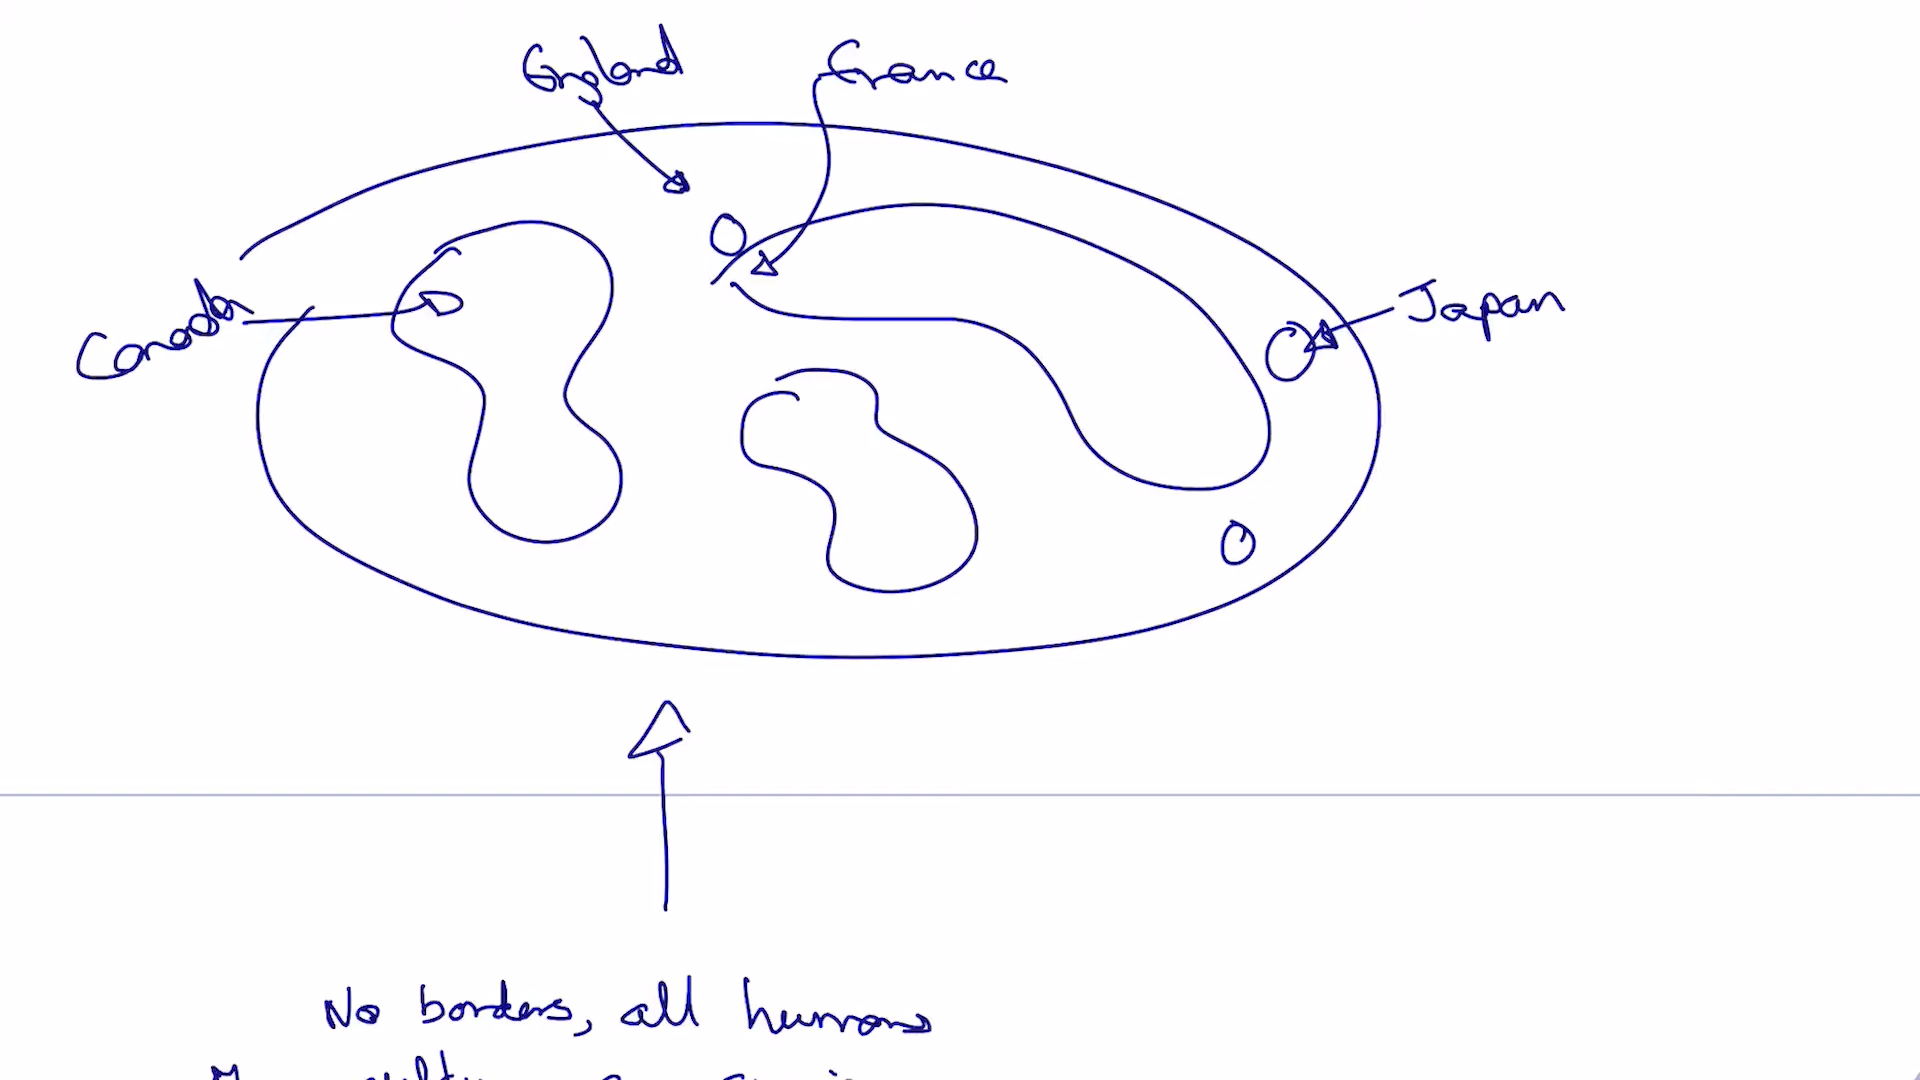 England
France
Canada
Japan
No borders, all humans